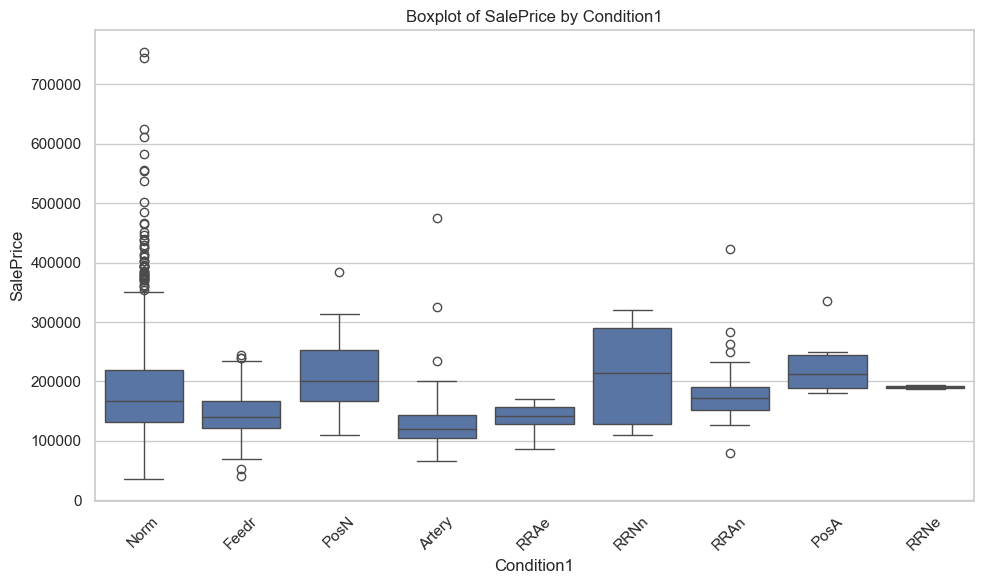 Boxplot of SalePrice by Condition1
SalePrice
700000
600000
500000
400000
300000
200000
100000
0
Norm
Feedr
PosN
Artery
RRAe
RRNn
RRAn
PosA
RRNe
Condition1